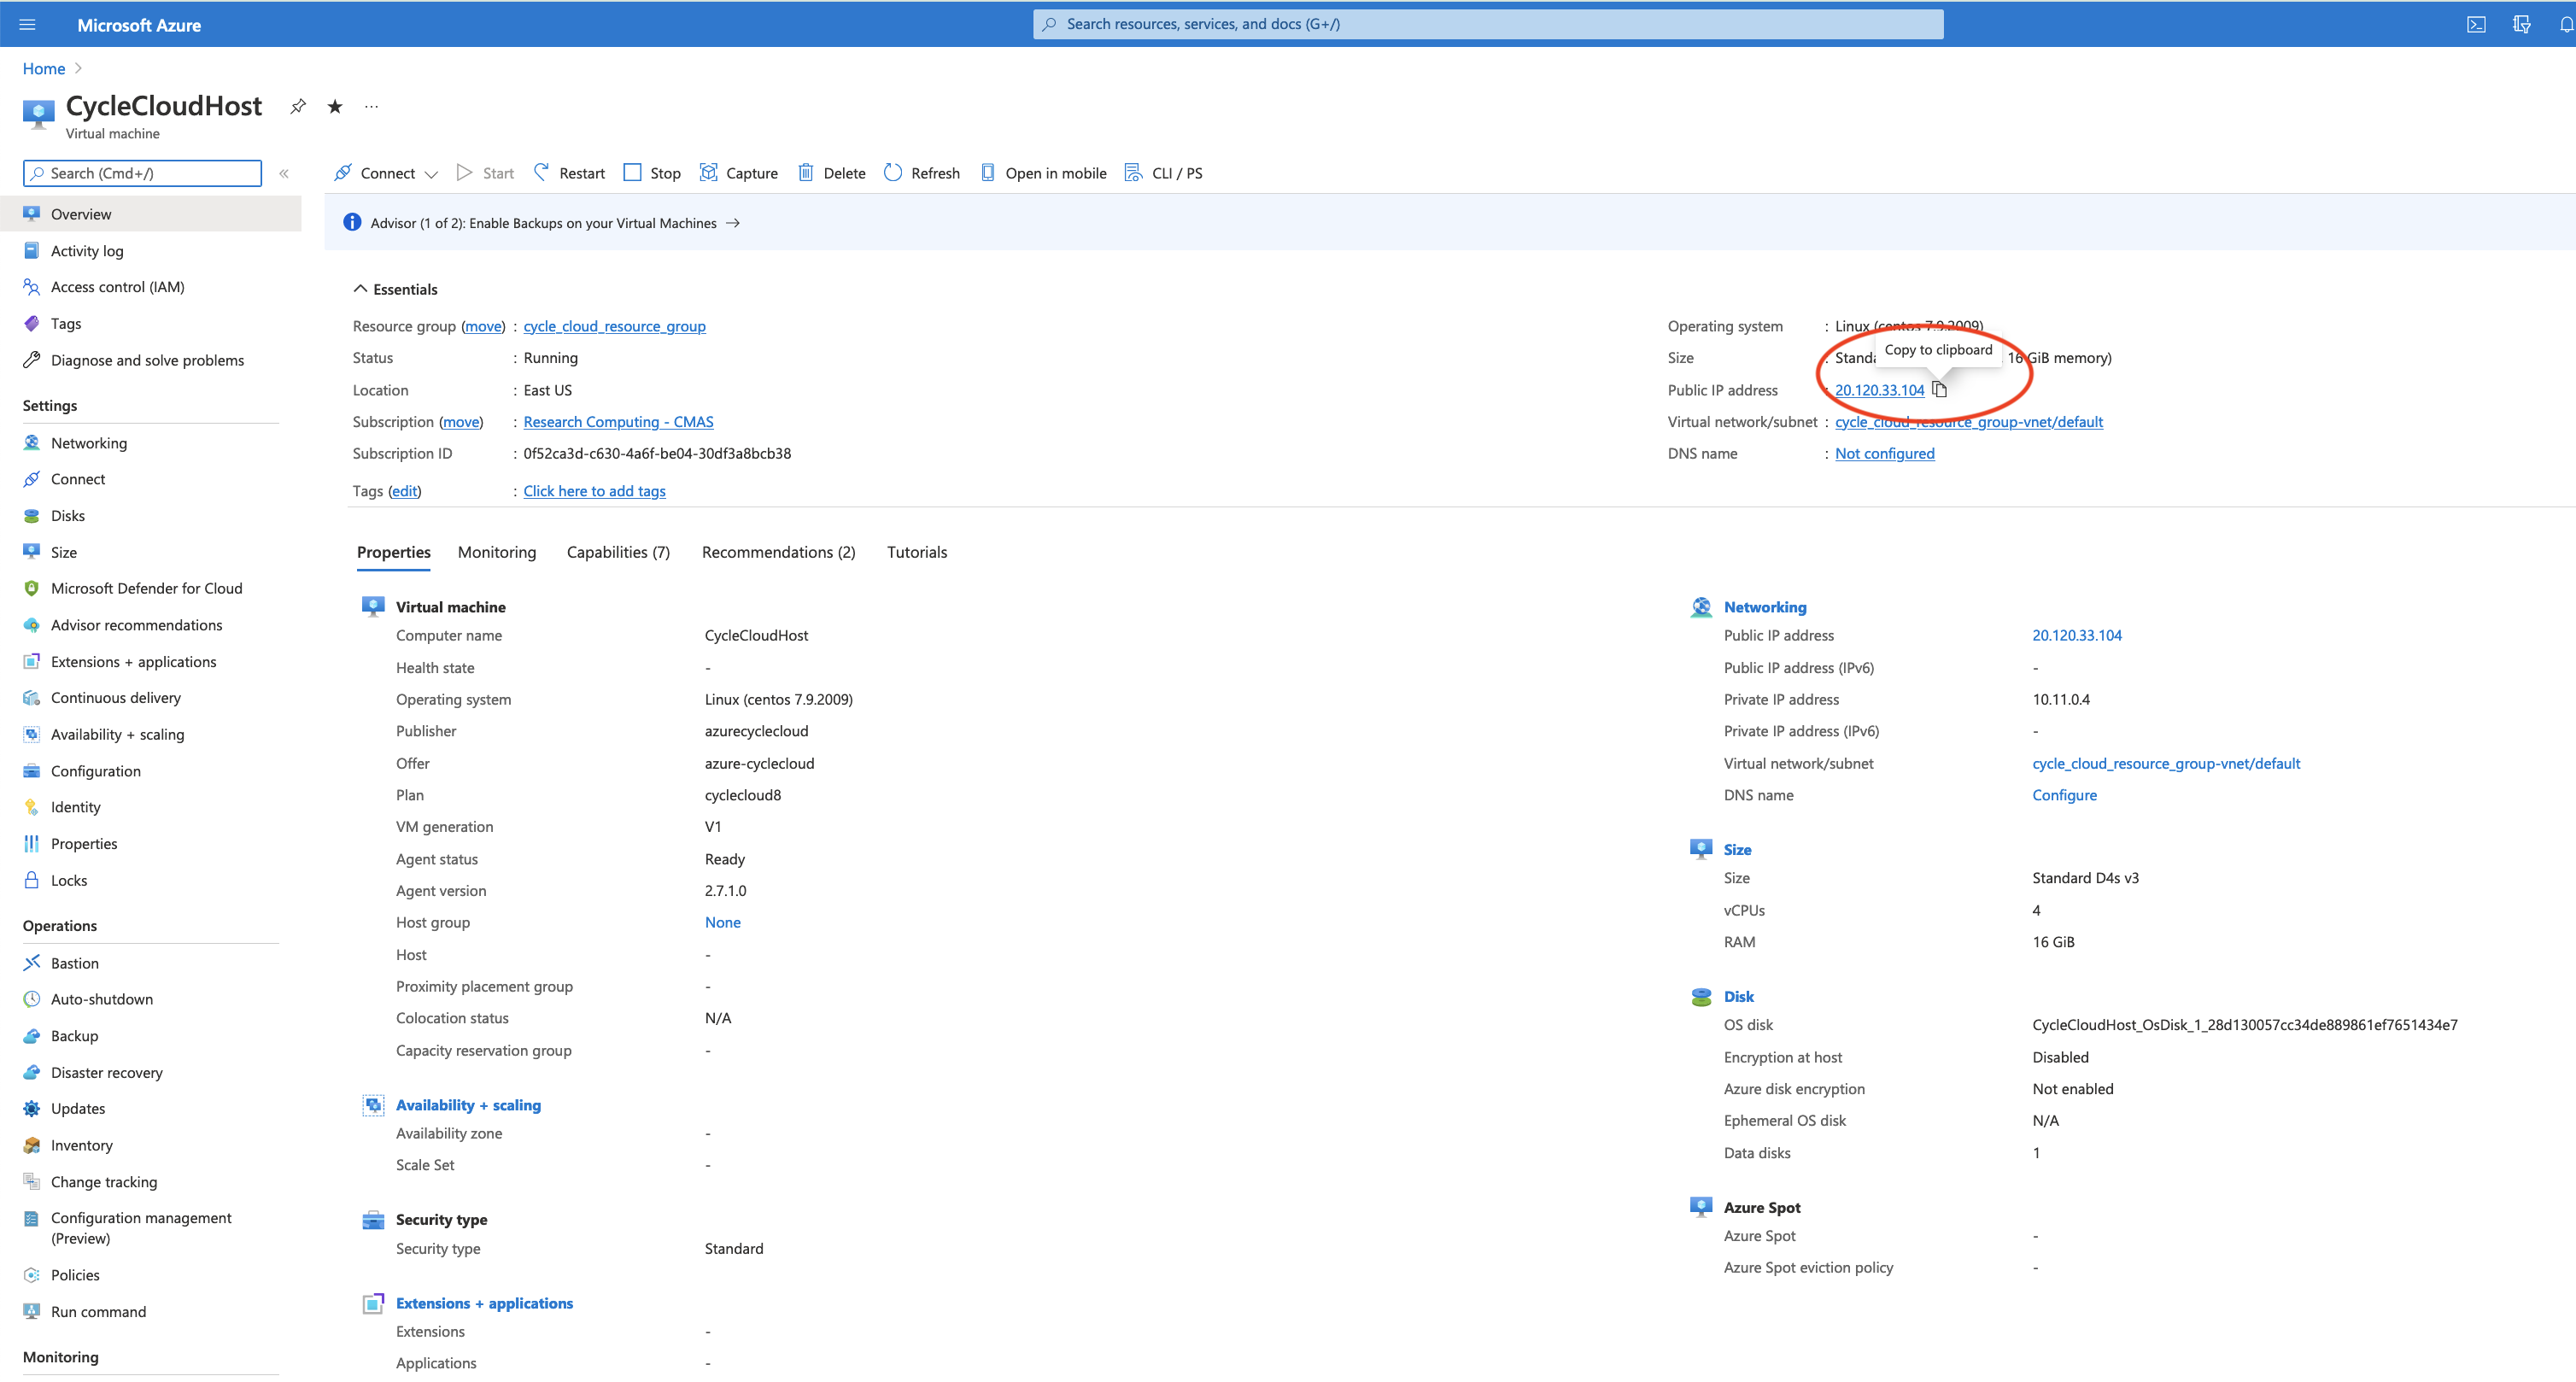 Microsoft Azure
Search resources, services, and docs (G+/)
Home
CycleCloudHost
Virtual machine
Search (Cmd+/)
Connect Start Restart Stop Capture Delete Refresh Open in mobile CLI / PS
Advisor (1 of 2): Enable Backups on your Virtual Machines →
Overview
Activity log
Access control (IAM)
Tags
Diagnose and solve problems
Settings
Networking
Connect
Disks
Size
Microsoft Defender for Cloud
Advisor recommendations
Extensions + applications
Continuous delivery
Availability + scaling
Configuration
Identity
Properties
Locks
Operations
Bastion
Auto-shutdown
Backup
Disaster recovery
Updates
Inventory
Change tracking
Configuration management
(Preview)
Policies
Run command
Monitoring
Essentials
Resource group (move) : cycle_cloud_resource_group
Status : Running
Location : East US
Subscription (move) : Research Computing - CMAS
Subscription ID : 0f52ca3d-c630-4a6f-be04-30df3a8bcb38
Tags (edit) : Click here to add tags
Operating system : Linux (centos 7.9.2009)
Copy to clipboard
Size : 16 GiB memory)
Public IP address : 20.120.33.104
Virtual network/subnet : cycle_cloud_resource_group-vnet/default
DNS name : Not configured
Properties Monitoring Capabilities (7) Recommendations (2) Tutorials
Virtual machine
Computer name CycleCloudHost
Health state -
Operating system Linux (centos 7.9.2009)
Publisher azurecyclecloud
Offer azure-cyclecloud
Plan cyclecloud8
VM generation V1
Agent status Ready
Agent version 2.7.1.0
Host group None
Host -
Proximity placement group -
Colocation status N/A
Capacity reservation group -
Availability + scaling
Availability zone -
Scale Set -
Security type
Security type Standard
Extensions + applications
Extensions -
Applications -
Networking
Public IP address 20.120.33.104
Public IP address (IPv6) -
Private IP address 10.11.0.4
Private IP address (IPv6) -
Virtual network/subnet cycle_cloud_resource_group-vnet/default
DNS name Configure
Size
Size Standard D4s v3
vCPUs 4
RAM 16 GiB
Disk
OS disk CycleCloudHost_OsDisk_1_28d130057cc34de889861ef7651434e7
Encryption at host Disabled
Azure disk encryption Not enabled
Ephemeral OS disk N/A
Data disks 1
Azure Spot
Azure Spot -
Azure Spot eviction policy -